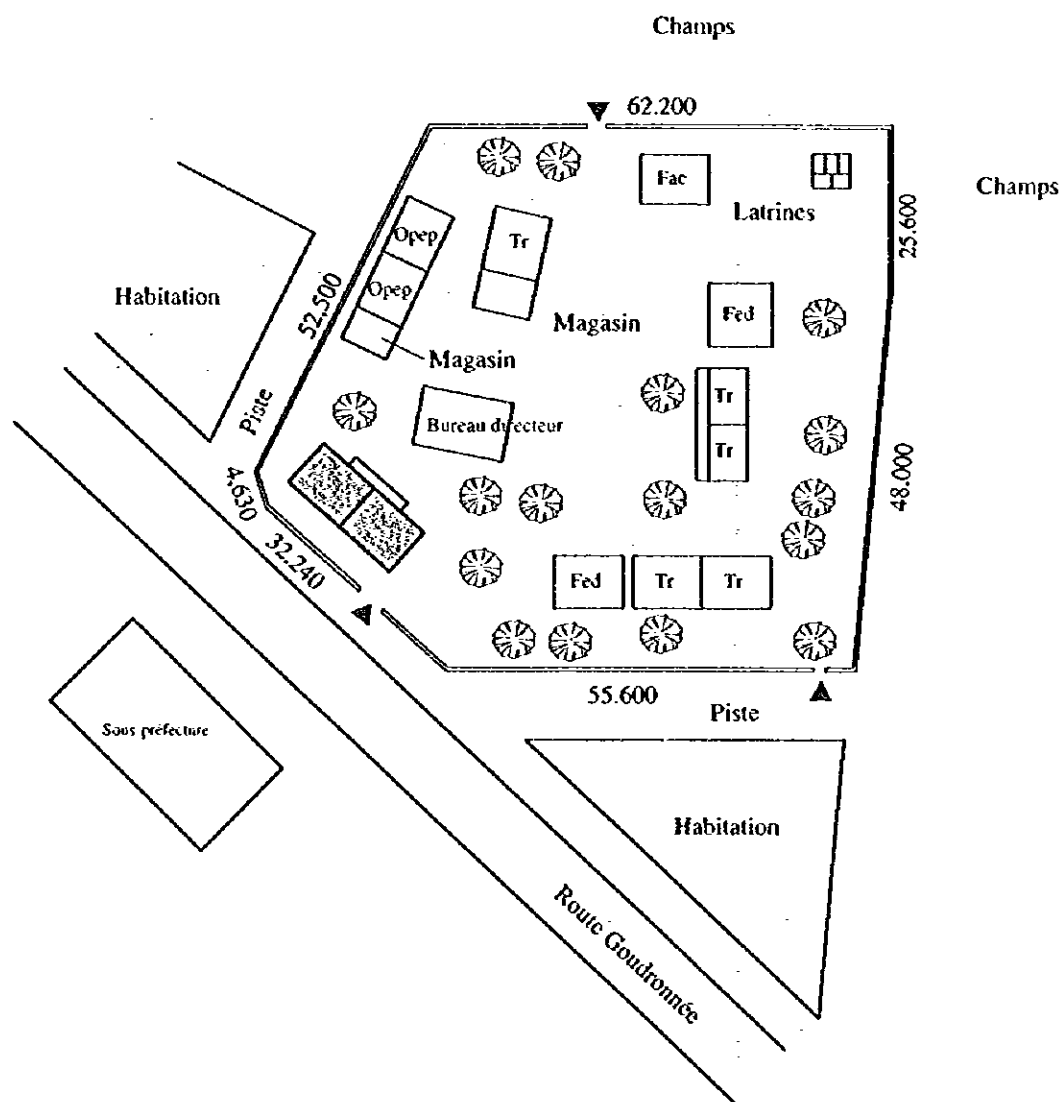 Champs
62.200
Fac
Champs
Latrines
25.600
Opep
Tr
Habitation
Opep
52.500
Fed
Magasin
Magasin
Piste
Tr
Bureau directeur
Tr
4.630
48.000
32.240
Fed
Tr
Tr
55.600
Piste
Sous préfecture
Habitation
Route Goudronnée